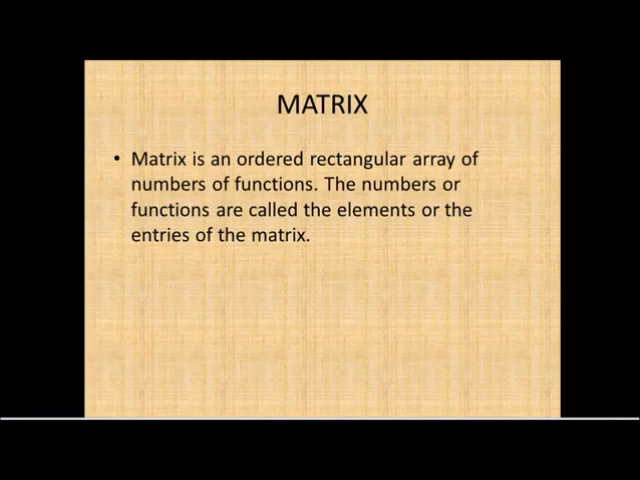 MATRIX
• Matrix is an ordered rectangular array of
numbers of functions. The numbers or
functions are called the elements or the
entries of the matrix.